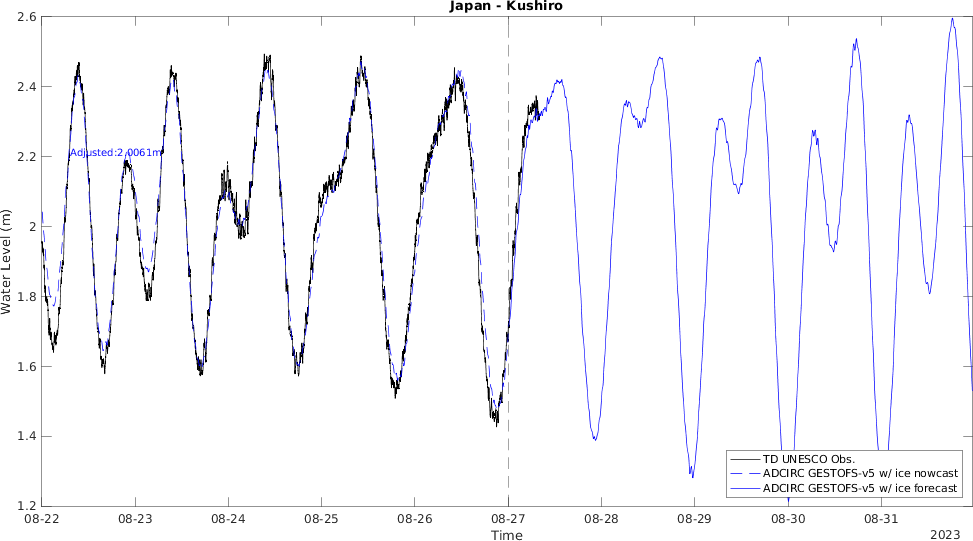 Japan - Kushiro
2.6
2.4
2.2
2
1.8
1.6
1.4
1.2
Water Level (m)
Adjusted:2.0061m
TD UNESCO Obs.
ADCIRC GESTOFS-v5 w/ ice nowcast
ADCIRC GESTOFS-v5 w/ ice forecast
08-22 08-23 08-24 08-25 08-26 08-27 08-28 08-29 08-30 08-31
Time
2023